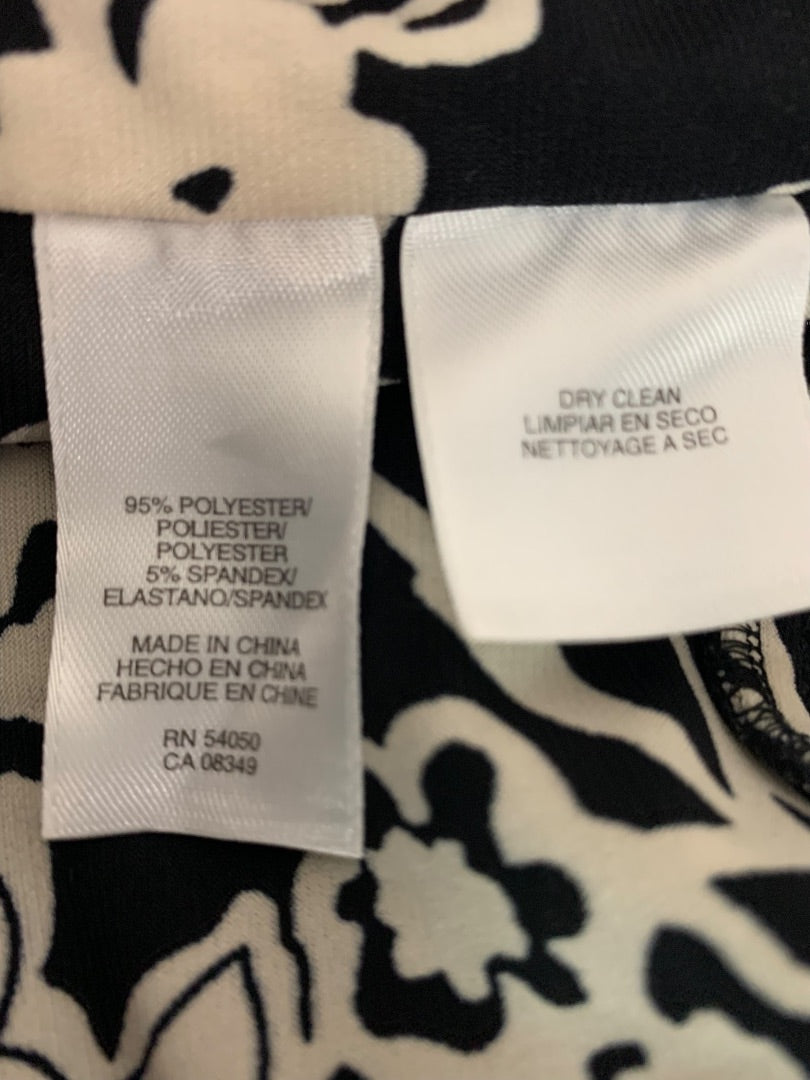 95% POLYESTER/
POLIESTER/
POLYESTER
5% SPANDEX/
ELASTANO/SPANDEX
MADE IN CHINA
HECHO EN CHINA
FABRIQUE EN CHINE
RN 54050
CA 08349
DRY CLEAN
LIMPIAR EN SECO
NETTOYAGE A SEC